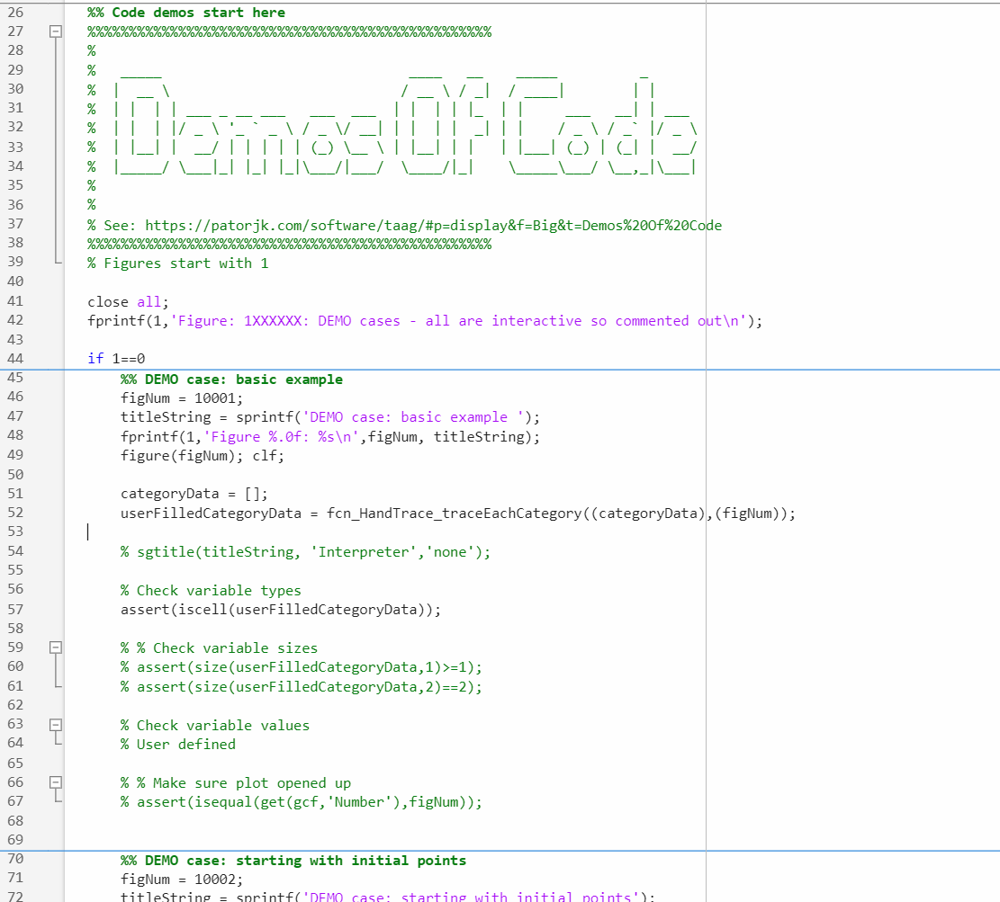 26 %% Code demos start here
27 %%%%%%%%%%%%%%%%%%%%%%%%%%%%%%%%%%%%%%%%%%%%%%%%%
28 %
29 %   _____                              ____   __    _____          _
30 %  |  __ \                            / __ \ / _|  / ____|        | |
31 %  | |  | | ___ _ __ ___   ___  ___  | |  | | |_  | |     ___   __| | ___
32 %  | |  | |/ _ \ '_ ` _ \ / _ \/ __| | |  | |  _| | |    / _ \ / _` |/ _ \
33 %  | |__| |  __/ | | | | | (_) \__ \ | |__| | |   | |___| (_) | (_| |  __/
34 %  |_____/ \___|_| |_| |_|\___/|___/  \____/|_|    \_____\___/ \__,_|\___|
35 %
36 %
37 % See: https://patorjk.com/software/taag/#p=display&f=Big&t=Demos%20Of%20Code
38 %%%%%%%%%%%%%%%%%%%%%%%%%%%%%%%%%%%%%%%%%%%%%%%%%
39 % Figures start with 1
40
41 close all;
42 fprintf(1,'Figure: 1XXXXXX: DEMO cases - all are interactive so commented out\n');
43
44 if 1==0
45     %% DEMO case: basic example
46     figNum = 10001;
47     titleString = sprintf('DEMO case: basic example ');
48     fprintf(1,'Figure %.0f: %s\n',figNum, titleString);
49     figure(figNum); clf;
50
51     categoryData = [];
52     userFilledCategoryData = fcn_HandTrace_traceEachCategory((categoryData),(figNum));
53
54     % sgtitle(titleString, 'Interpreter','none');
55
56     % Check variable types
57     assert(iscell(userFilledCategoryData));
58
59     % % Check variable sizes
60     % assert(size(userFilledCategoryData,1)>=1);
61     % assert(size(userFilledCategoryData,2)==2);
62
63     % Check variable values
64     % User defined
65
66     % % Make sure plot opened up
67     % assert(isequal(get(gcf,'Number'),figNum));
68
69
70     %% DEMO case: starting with initial points
71     figNum = 10002;
72     titleString = sprintf('DEMO case: starting with initial points');